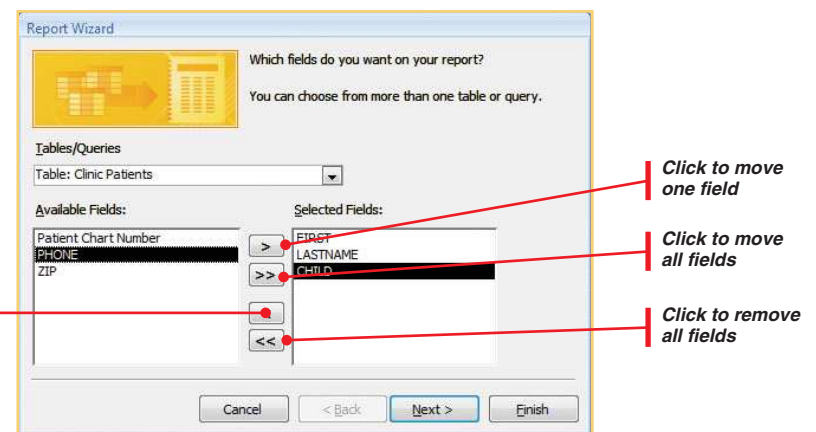 Report Wizard
Which fields do you want on your report?
You can choose from more than one table or query.
Tables/Queries
Table: Clinic Patients
Available Fields:
Selected Fields:
Patient Chart Number
PHONE
ZIP
>
>>
<<
FIRST
LASTNAME
CHILD
Click to move
one field
Click to move
all fields
Click to remove
all fields
Cancel
< Back
Next >
Finish